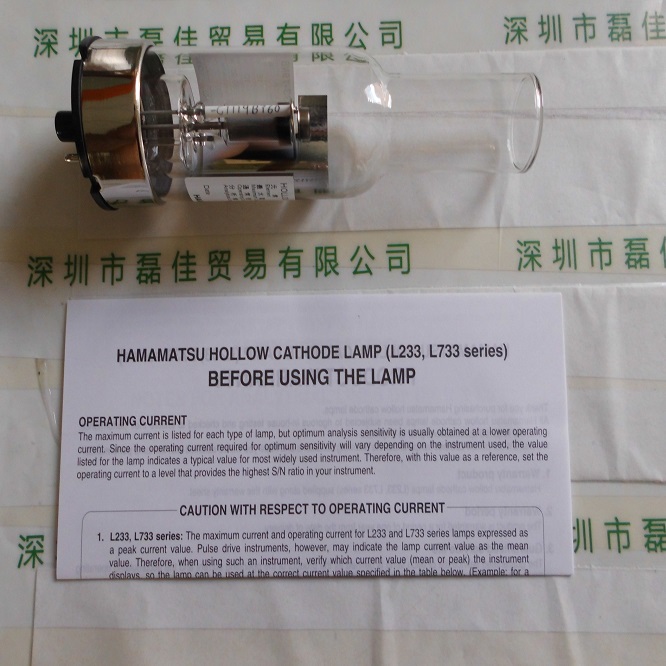 深圳市磊佳贸易有限公司
深圳市磊
佳贸易有限公司
深圳市磊佳贸易有限公司
深圳市磊佳
HAMAMATSU HOLLOW CATHODE LAMP (L233, L733 series)
BEFORE USING THE LAMP
OPERATING CURRENT
The maximum current is listed for each type of lamp, but optimum analysis sensitivity is usually obtained at a lower operating
current. Since the operating current required for optimum sensitivity will vary depending on the instrument used, the value
listed for the lamp indicates a typical value for most widely used instrument. Therefore, with this value as a reference, set the
operating current to a level that provides the highest S/N ratio in your instrument.
CAUTION WITH RESPECT TO OPERATING CURRENT
1. L233, L733 series: The maximum current and operating current for L233 and L733 series lamps expressed as
a peak current value. Pulse drive instruments, however, may indicate the lamp current value as the mean
value. Therefore, when using such an instrument, verify which current value (mean or peak) the instrument
displays, so the lamp can be used at the correct current value specified in the table below. (Example: for a
深
圳市磊